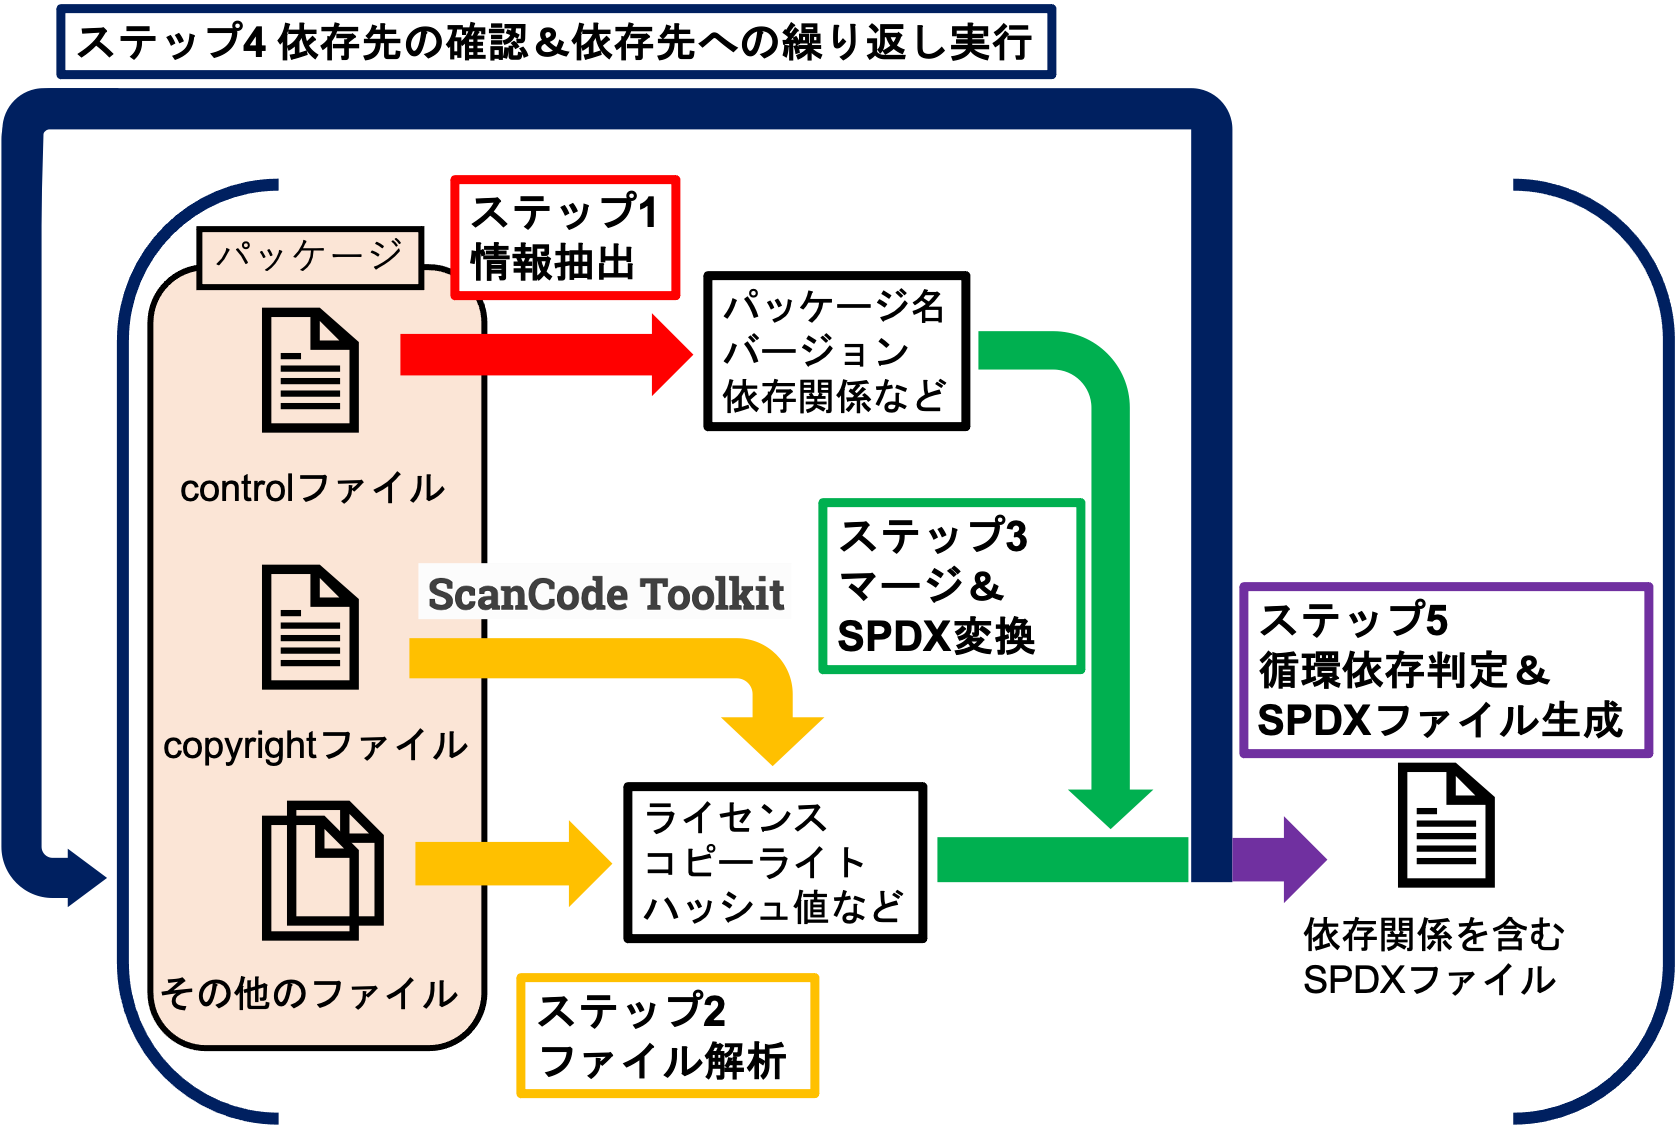 ステップ4 依存先の確認＆依存先への繰り返し実行
パッケージ
ステップ1
情報抽出
パッケージ名
バージョン
依存関係など
controlファイル
ScanCode Toolkit
ステップ3
マージ＆
SPDX変換
copyrightファイル
ステップ5
循環依存判定＆
SPDXファイル生成
ライセンス
コピーライト
ハッシュ値など
その他のファイル
依存関係を含む
SPDXファイル
ステップ2
ファイル解析